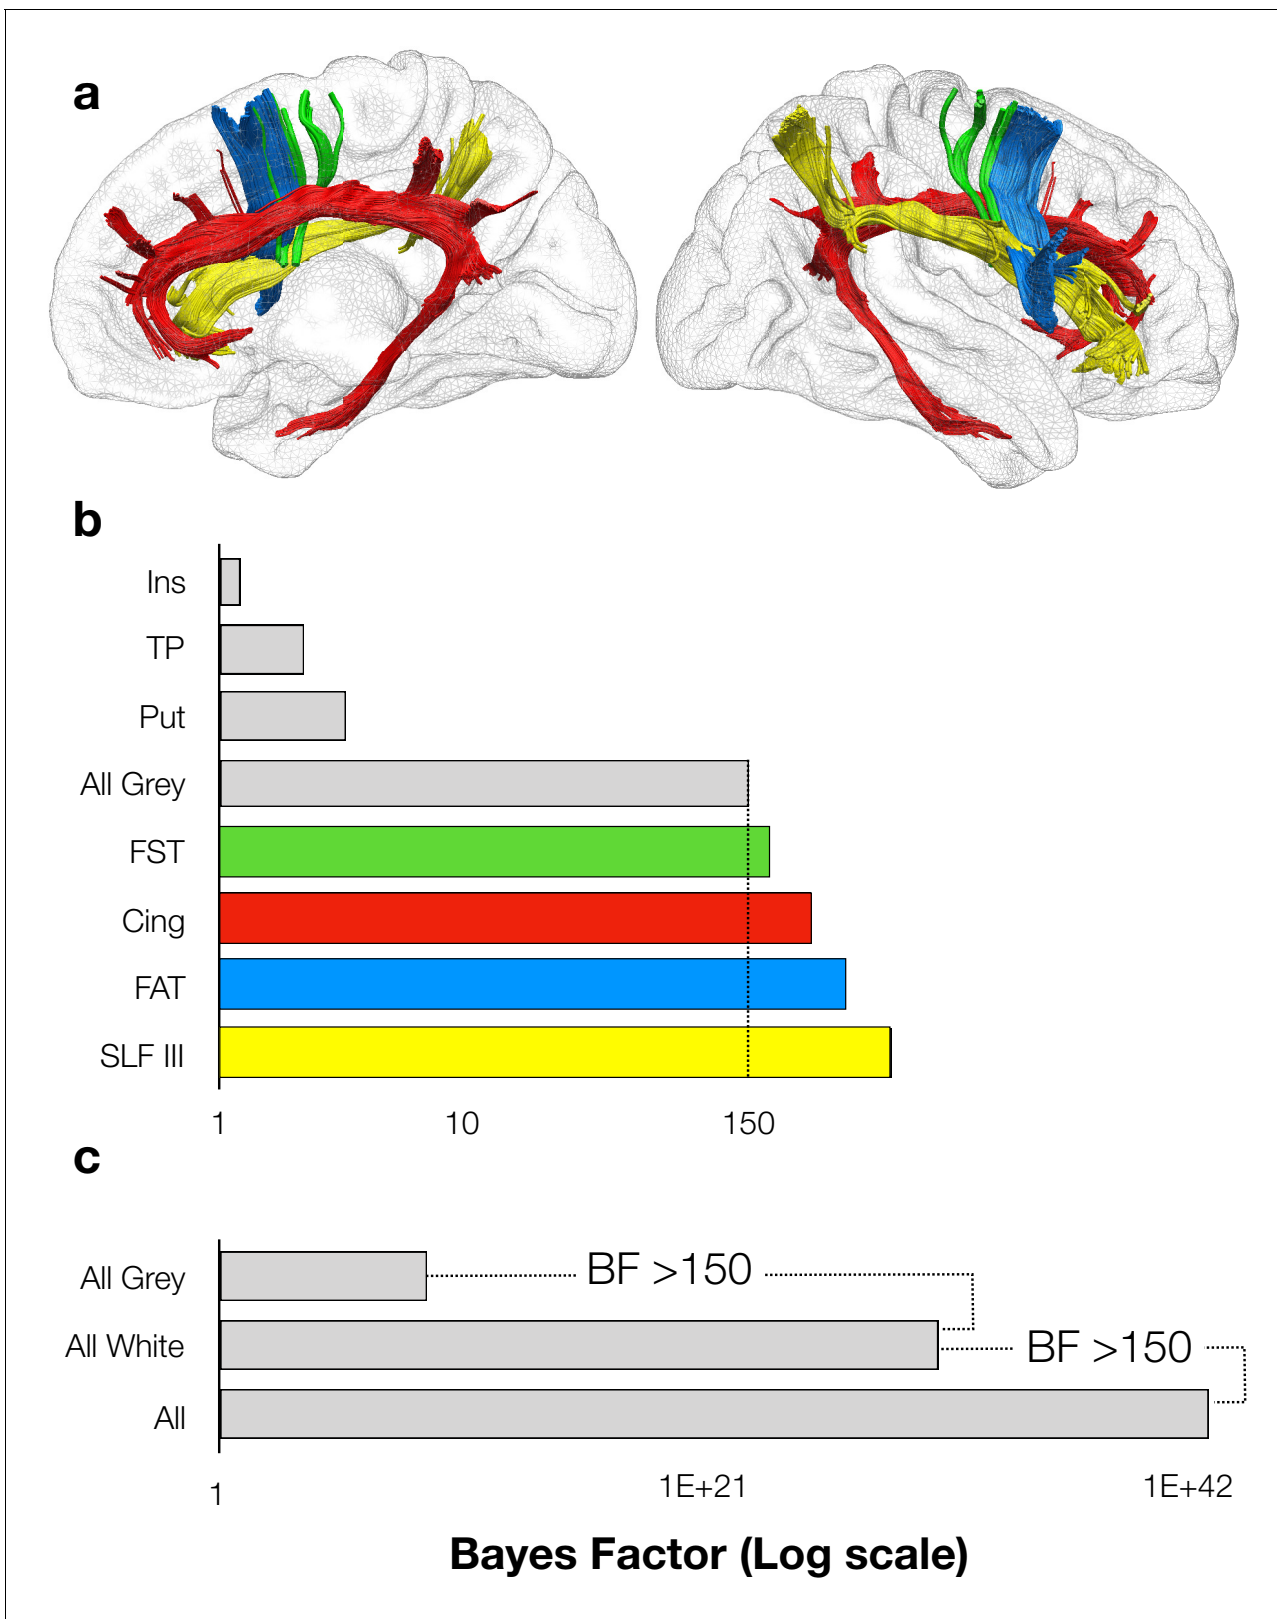 a
b
Ins
TP
Put
All Grey
FST
Cing
FAT
SLF III
1 10 150
c
All Grey BF >150
All White BF >150
All
1 1E+21 1E+42
Bayes Factor (Log scale)